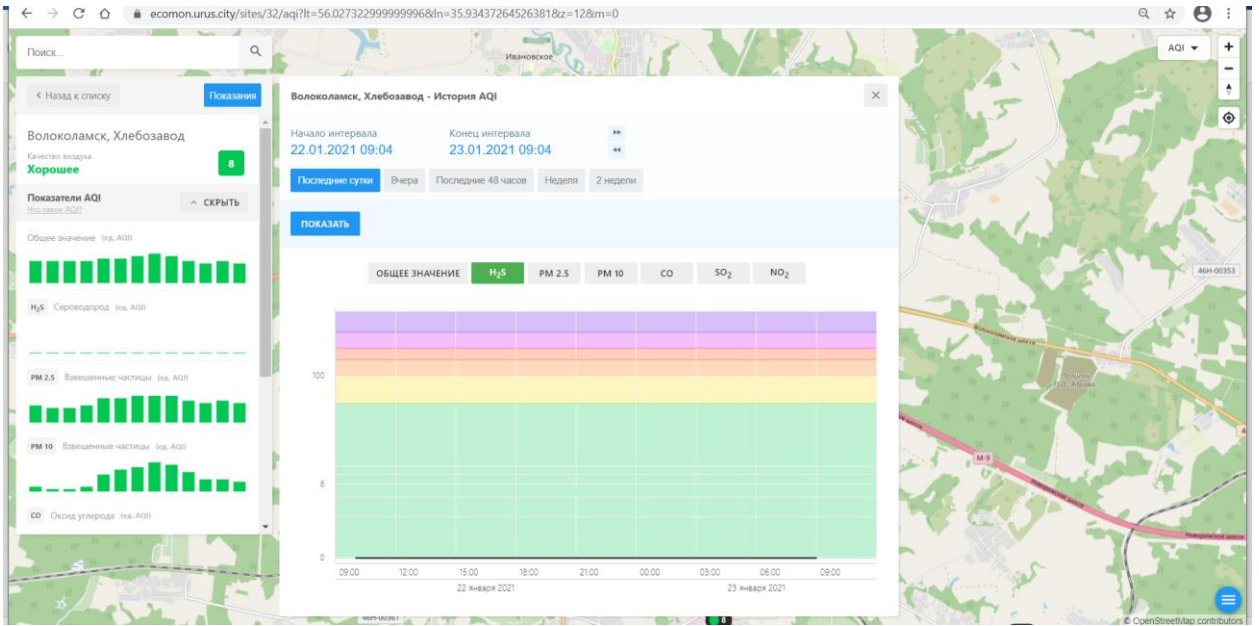 ecomon.urus.city/sites/32/aqi?lt=56.027322999999996&ln=35.93437264526381&z=12&m=0
Поиск...
Ивановское
AQI
< Назад к списку
Показания
Волоколамск, Хлебозавод
Качество воздуха
Хорошее
8
Показатели AQI
Что такое AQI?
СКРЫТЬ
Общее значение (ед. AQI)
H₂S Сероводород (ед. AQI)
PM 2.5 Взвешенные частицы (ед. AQI)
PM 10 Взвешенные частицы (ед. AQI)
CO Оксид углерода (ед. AQI)
Волоколамск, Хлебозавод - История AQI
Начало интервала
Конец интервала
22.01.2021 09:04
23.01.2021 09:04
Последние сутки Вчера Последние 48 часов Неделя 2 недели
ПОКАЗАТЬ
ОБЩЕЕ ЗНАЧЕНИЕ H₂S PM 2.5 PM 10 CO SO₂ NO₂
100
6
0
09:00 12:00 15:00 18:00 21:00 00:00 03:00 06:00 09:00
22 января 2021
23 января 2021
46Н-00353
Волоколамское шоссе
Полигон
ТБО "Ядрово"
М-9
Новорижское шоссе
Новорижское шоссе
46Н-00361
8
© OpenStreetMap contributors